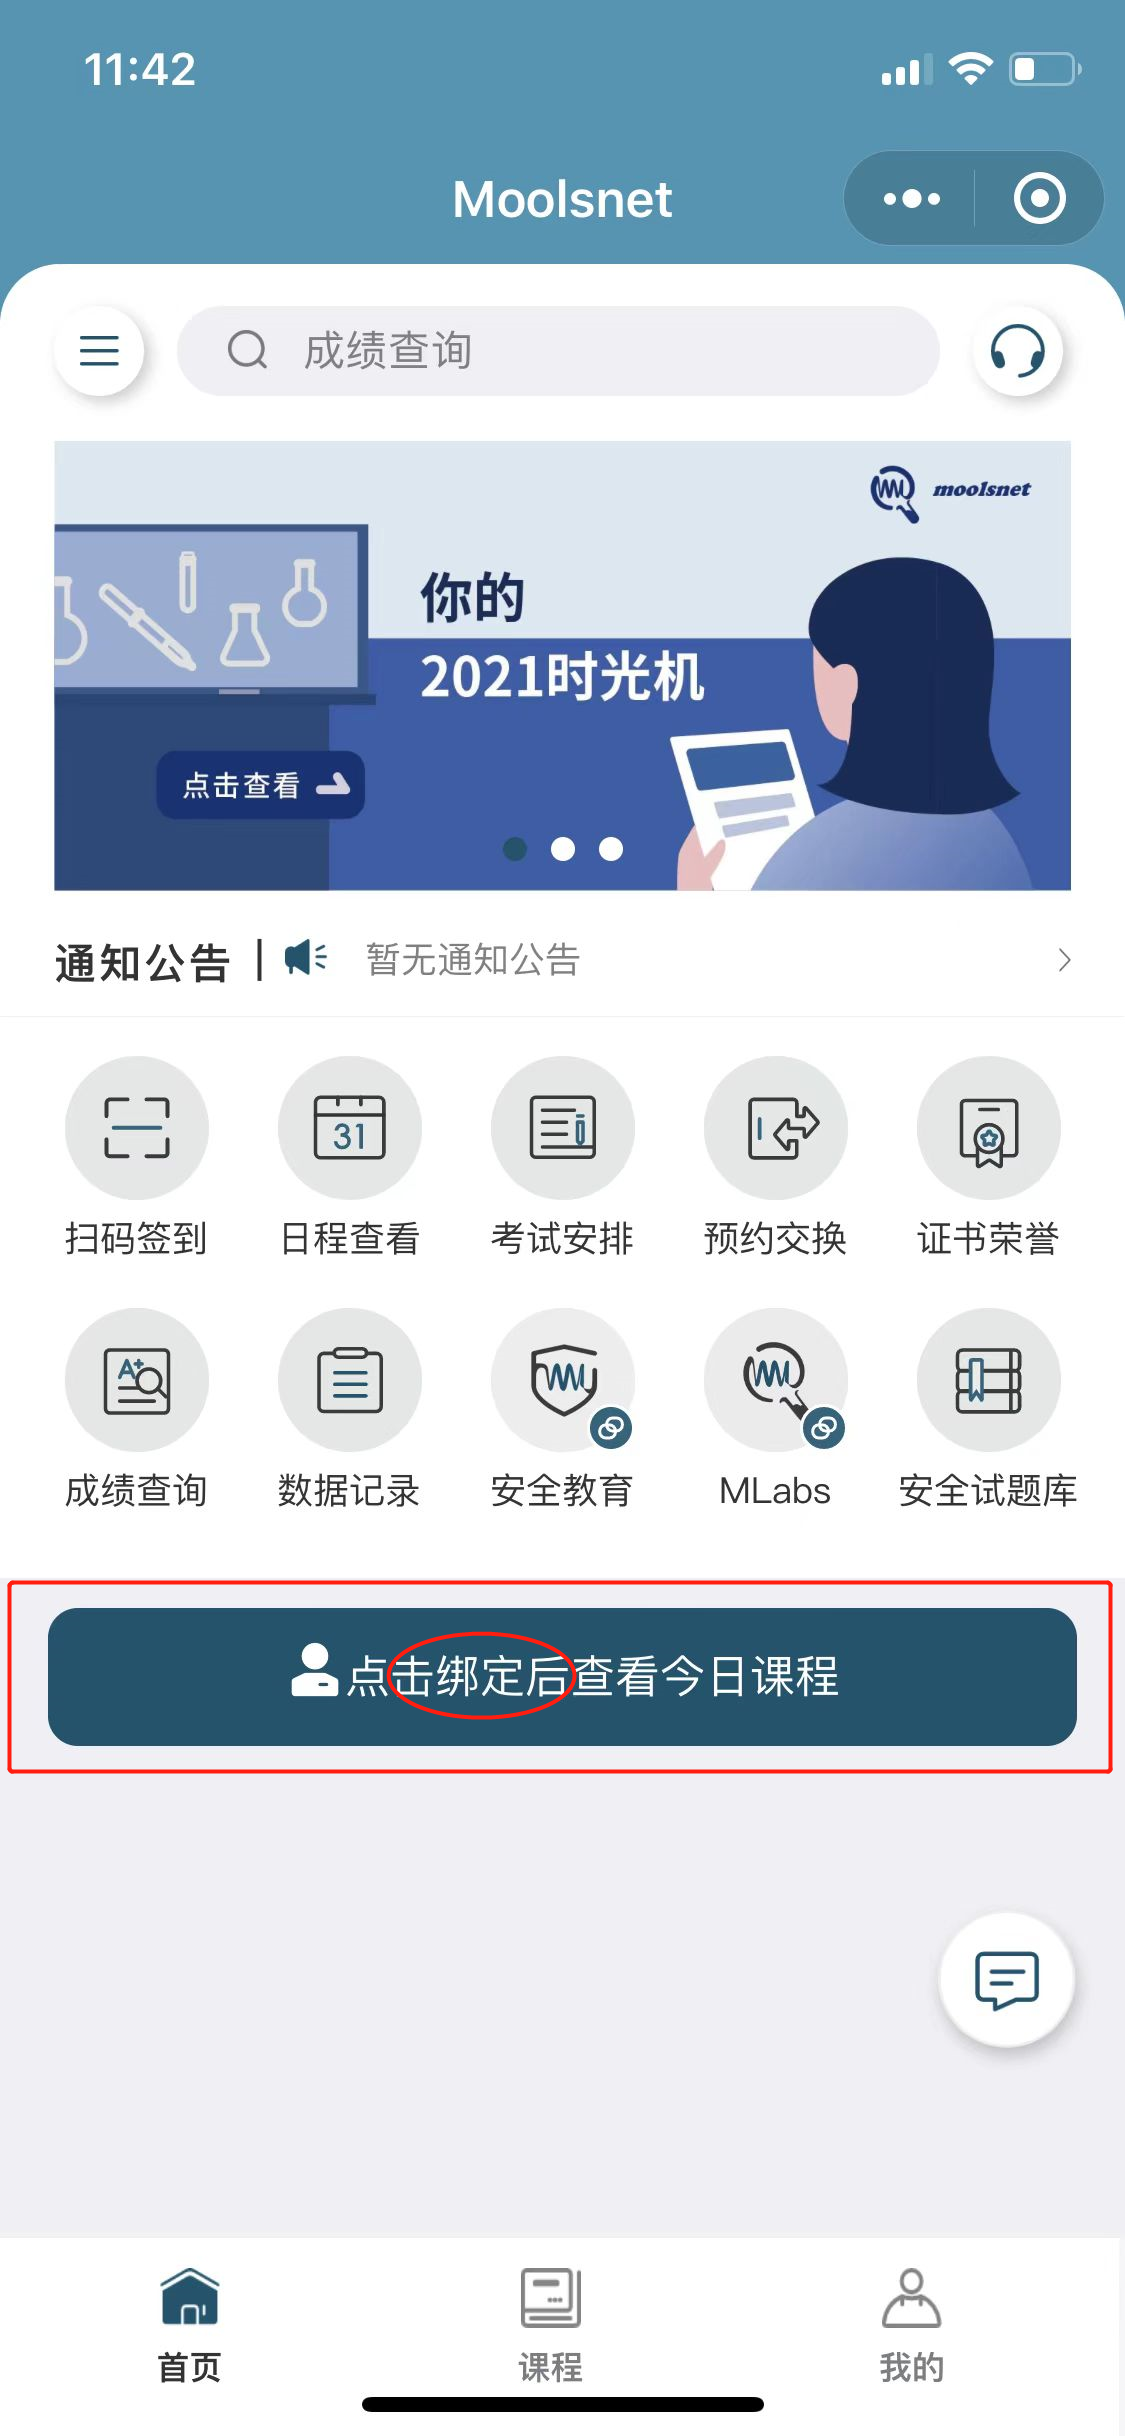 11:42
Moolsnet
成绩查询
moolsnet
你的
2021时光机
点击查看
通知公告 暂无通知公告
31
扫码签到 日程查看 考试安排 预约交换 证书荣誉
A+
成绩查询 数据记录 安全教育 MLabs 安全试题库
点击绑定后查看今日课程
首页 课程 我的